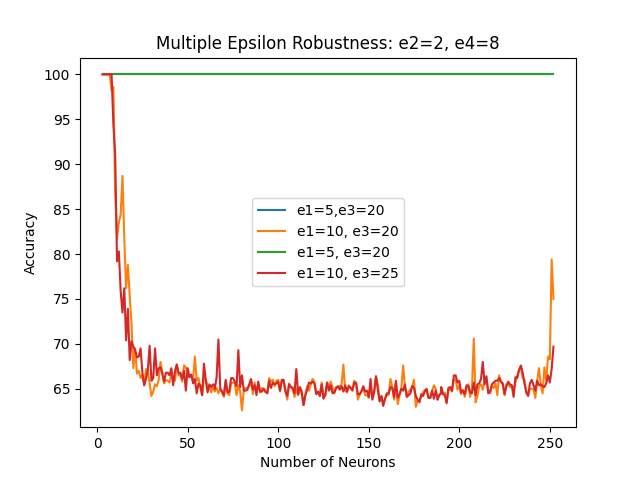 Multiple Epsilon Robustness: e2=2, e4=8
100
95
90
85
80
75
70
65
Accuracy
e1=5,e3=20
e1=10, e3=20
e1=5, e3=20
e1=10, e3=25
0
50
100
150
200
250
Number of Neurons